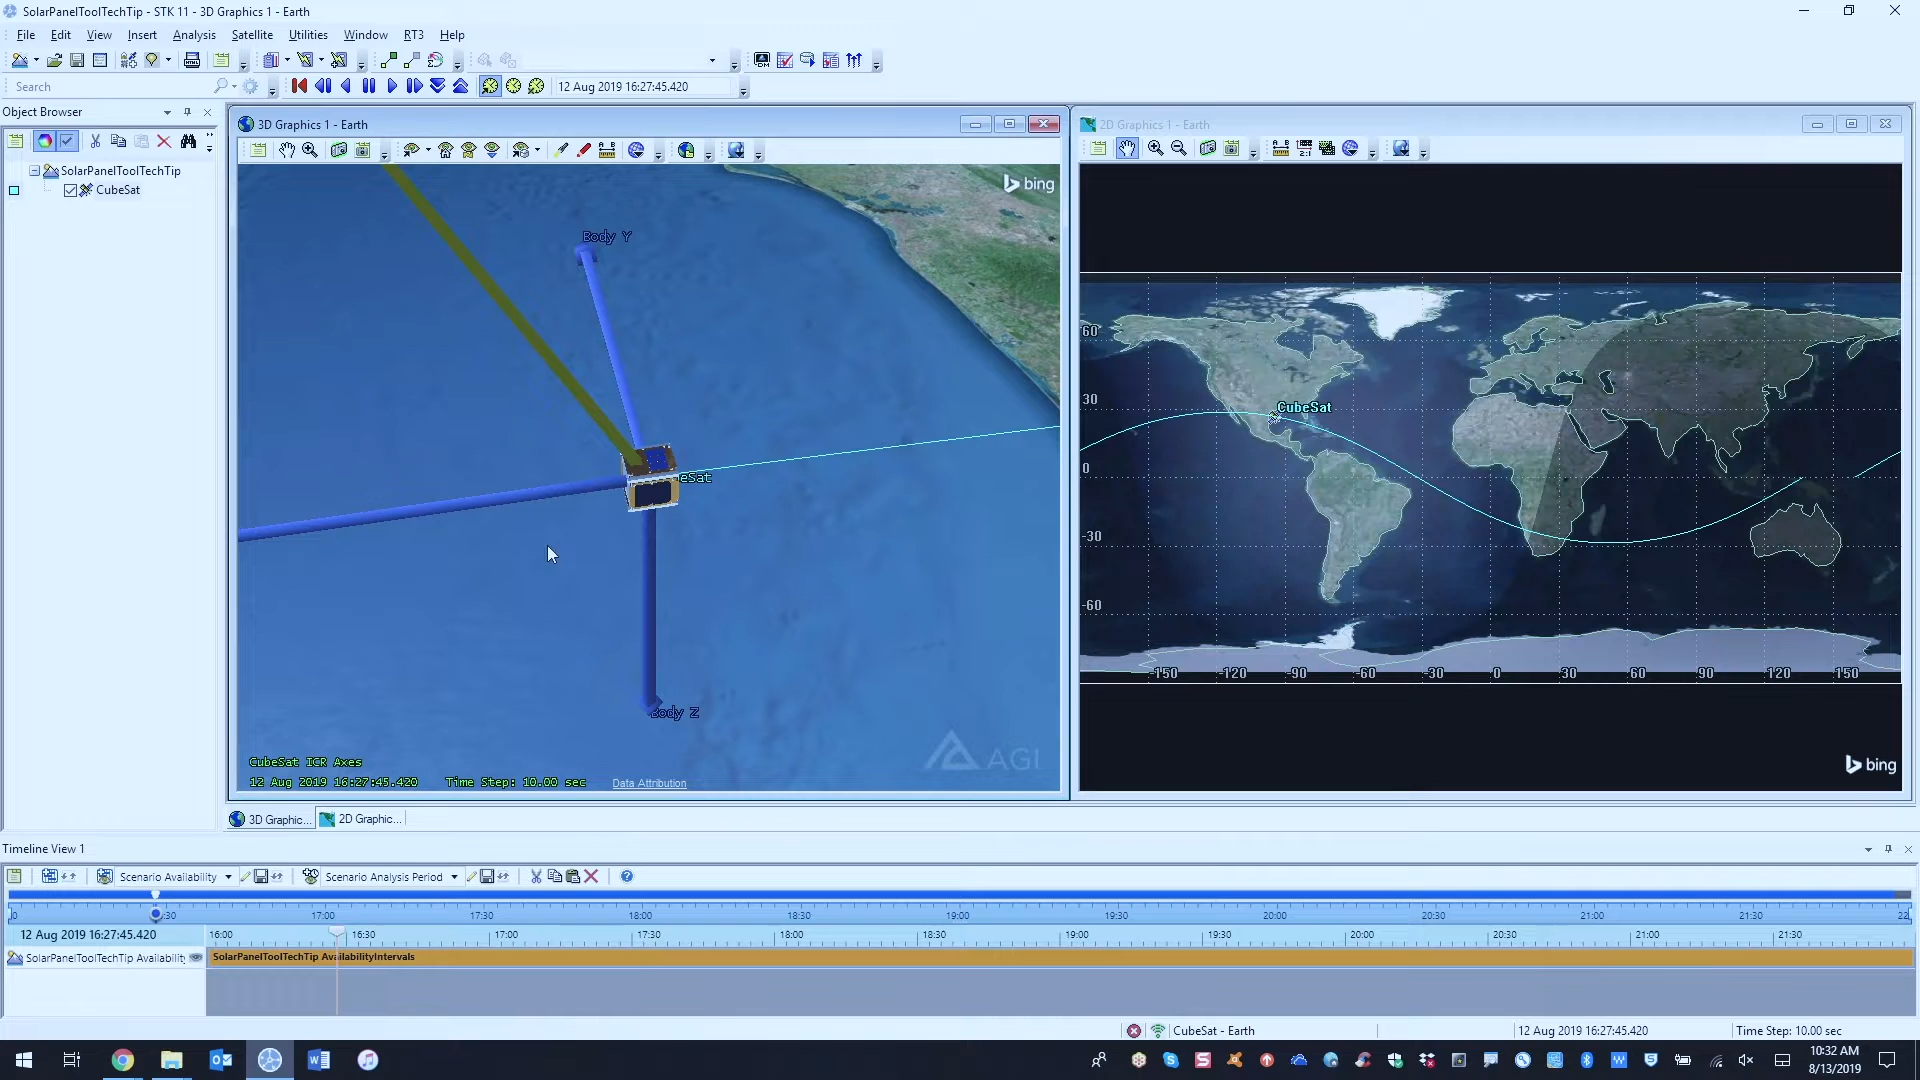 SolarPanelToolTechTip - STK 11 - 3D Graphics 1 - Earth
File Edit View Insert Analysis Satellite Utilities Window RT3 Help
Search
12 Aug 2019 16:27:45.420
Object Browser
SolarPanelToolTechTip
CubeSat
3D Graphics 1 - Earth
bing
Body Y
eSat
Body Z
AGI
CubeSat ICR Axes
12 Aug 2019 16:27:45.420 Time Step: 10.00 sec
Data Attribution
2D Graphics 1 - Earth
60
30
CubeSat
0
-30
-60
-150 -120 -90 -60 -30 0 30 60 90 120 150
bing
3D Graphic...
2D Graphic...
Timeline View 1
Scenario Availability
Scenario Analysis Period
:30 17:00 17:30 18:00 18:30 19:00 19:30 20:00 20:30 21:00 21:30 22
12 Aug 2019 16:27:45.420
16:00 16:30 17:00 17:30 18:00 18:30 19:00 19:30 20:00 20:30 21:00 21:30
SolarPanelToolTechTip Availability
SolarPanelToolTechTip AvailabilityIntervals
CubeSat - Earth
12 Aug 2019 16:27:45.420
Time Step: 10.00 sec
10:32 AM
8/13/2019